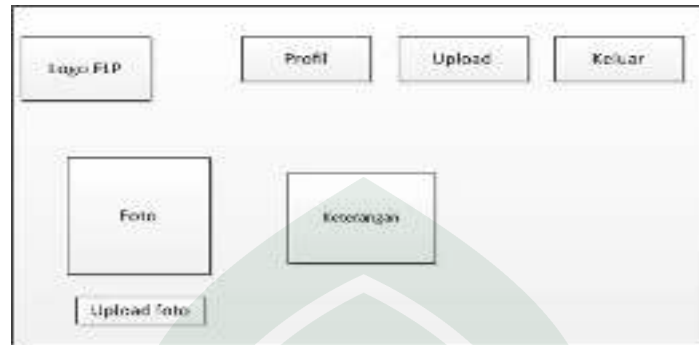 Logo FLP
Profil
Upload
Keluar
Foto
Keterangan
Upload foto